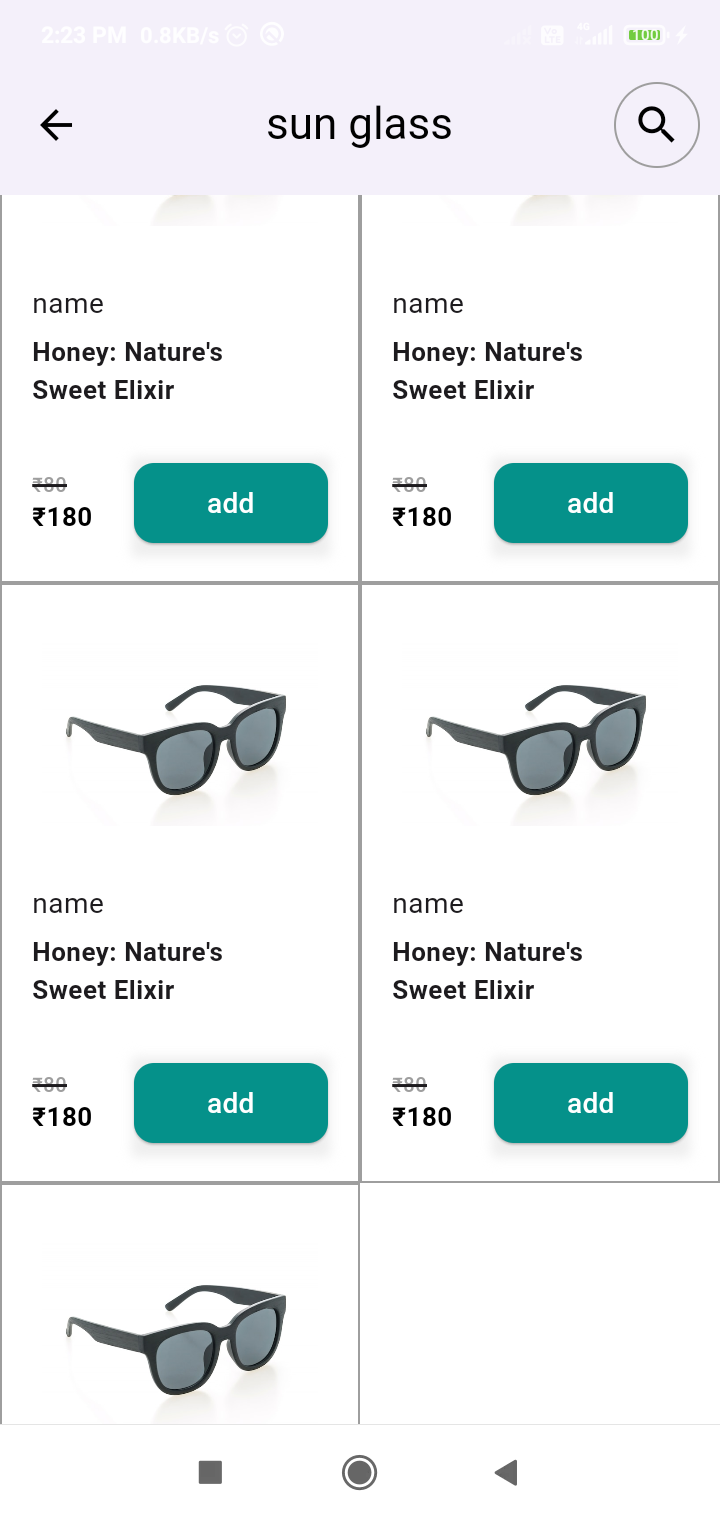 2:23 PM 0.8KB/s 4G 100
sun glass
name
Honey: Nature's
Sweet Elixir
₹80
₹180
add
name
Honey: Nature's
Sweet Elixir
₹80
₹180
add
name
Honey: Nature's
Sweet Elixir
₹80
₹180
add
name
Honey: Nature's
Sweet Elixir
₹80
₹180
add